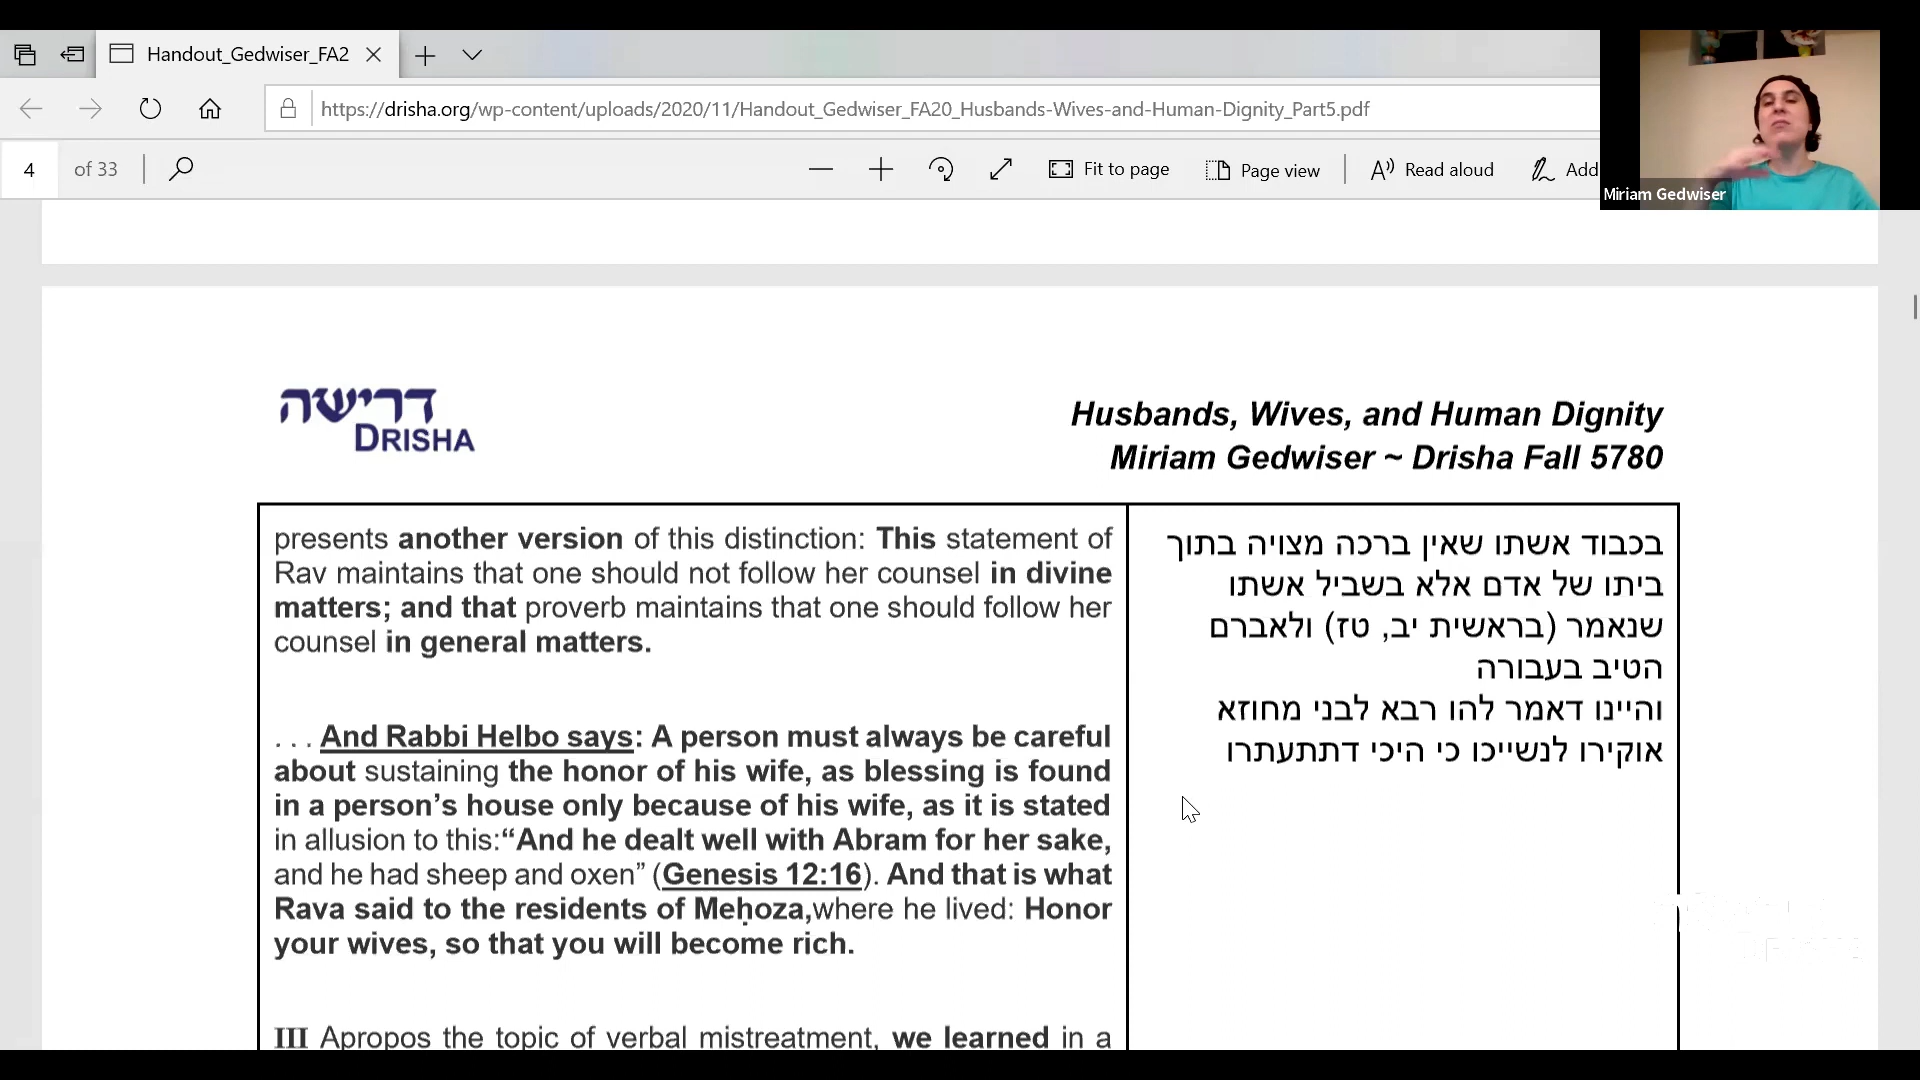 Handout_Gedwiser_FA2
https://drisha.org/wp-content/uploads/2020/11/Handout_Gedwiser_FA20_Husbands-Wives-and-Human-Dignity_Part5.pdf
4 of 33
Fit to page
Page view
Read aloud
Add
Miriam Gedwiser
דרישה
DRISHA
Husbands, Wives, and Human Dignity
Miriam Gedwiser ~ Drisha Fall 5780
presents another version of this distinction: This statement of
Rav maintains that one should not follow her counsel in divine
matters; and that proverb maintains that one should follow her
counsel in general matters.
. . . And Rabbi Helbo says: A person must always be careful
about sustaining the honor of his wife, as blessing is found
in a person’s house only because of his wife, as it is stated
in allusion to this:“And he dealt well with Abram for her sake,
and he had sheep and oxen” (Genesis 12:16). And that is what
Rava said to the residents of Meḥoza,where he lived: Honor
your wives, so that you will become rich.
III Apropos the topic of verbal mistreatment, we learned in a
בכבוד אשתו שאין ברכה מצויה בתוך
ביתו של אדם אלא בשביל אשתו
שנאמר (בראשית יב, טז) ולאברם
הטיב בעבורה
והיינו דאמר להו רבא לבני מחוזא
אוקירו לנשייכו כי היכי דתתעתרו